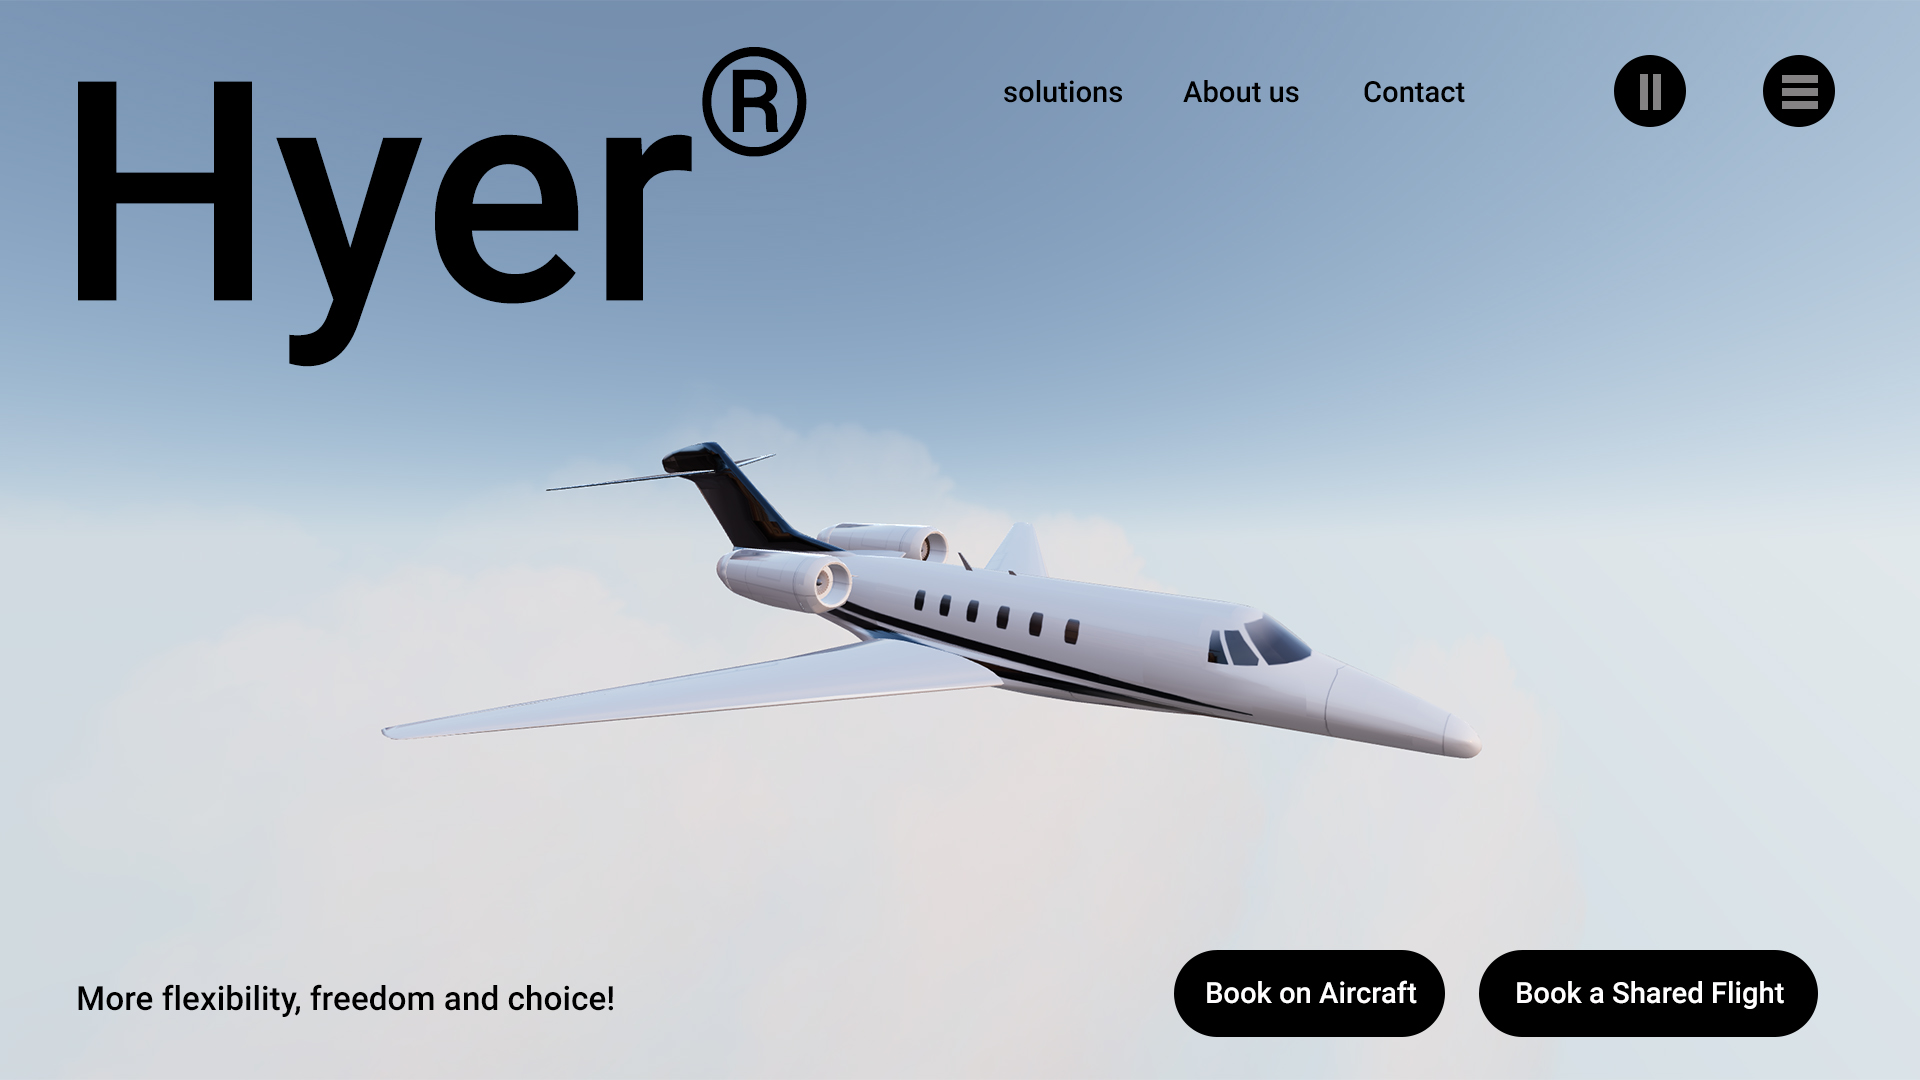 Hyer®
solutions About us Contact
More flexibility, freedom and choice!
Book on Aircraft
Book a Shared Flight